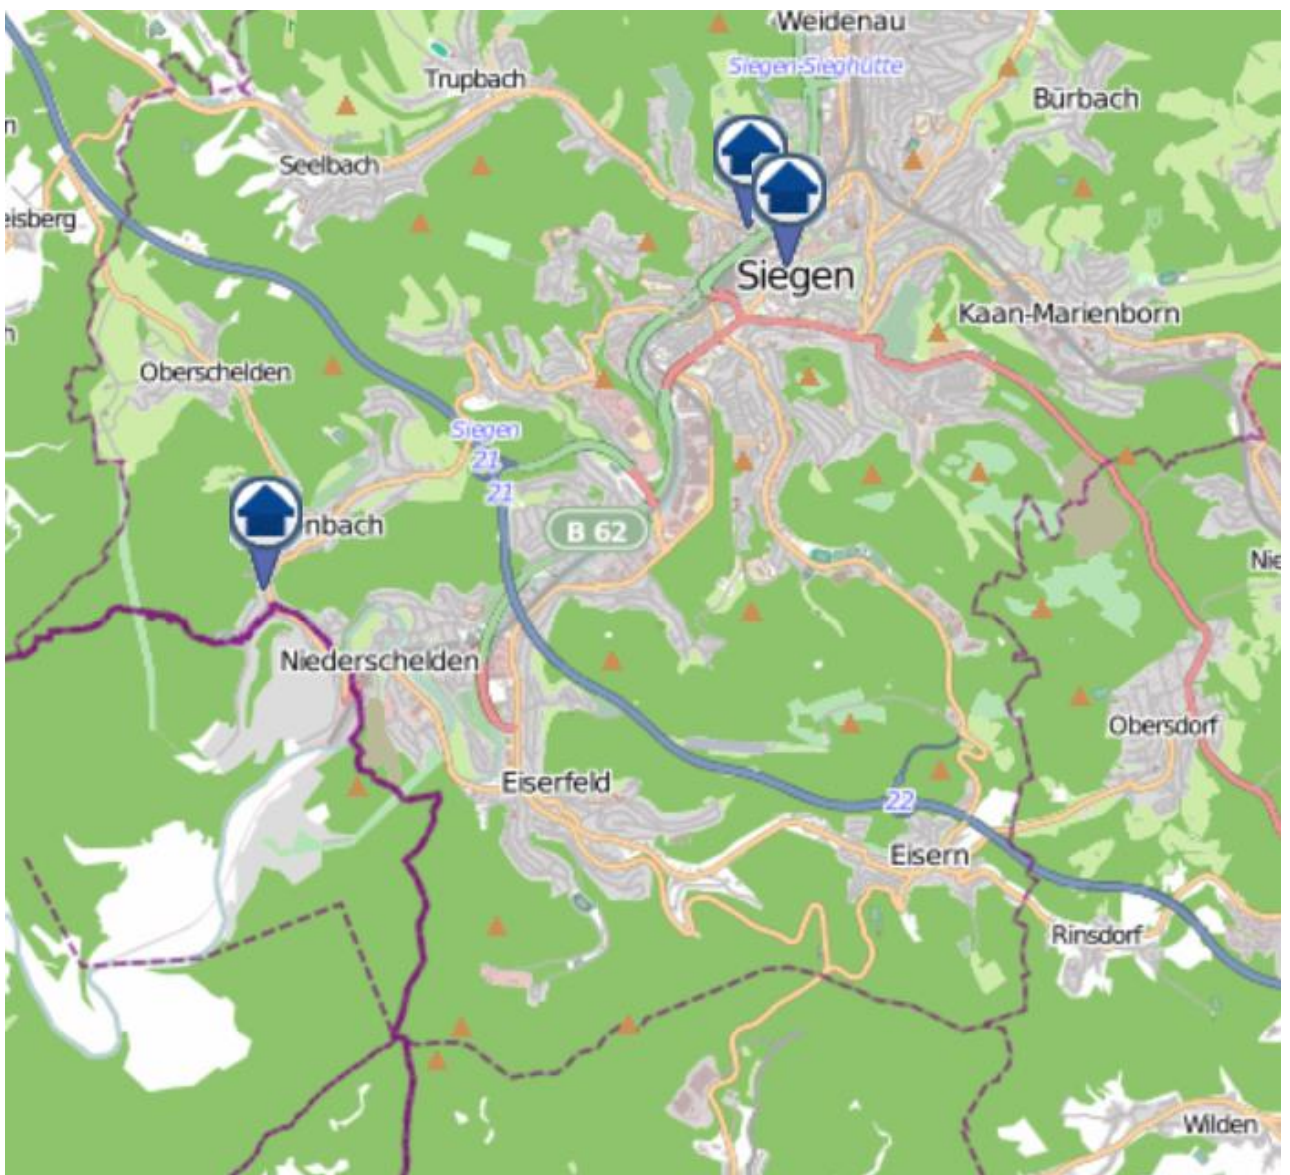 Weidenau
Siegen-Sieghütte
Trupbach
Bürbach
Seelbach
eisberg
Siegen
Kaan-Marienborn
Oberschelden
Siegen
21
21
nbach
B 62
Nie
Niederschelden
Obersdorf
Eiserfeld
22
Eisern
Rinsdorf
Wilden